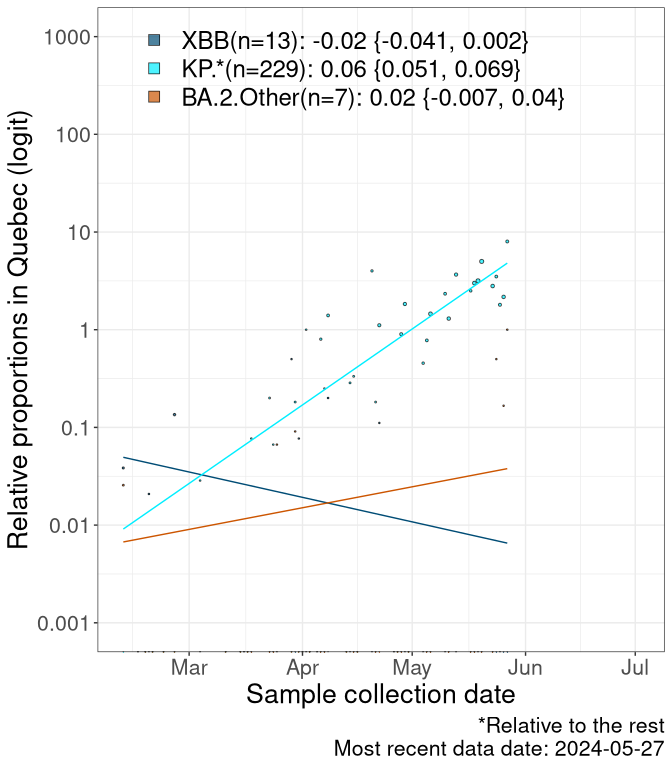 XBB(n=13): -0.02 {-0.041, 0.002}
KP.*(n=229): 0.06 {0.051, 0.069}
BA.2.Other(n=7): 0.02 {-0.007, 0.04}
Relative proportions in Quebec (logit)
1000
100
10
1
0.1
0.01
0.001
Mar Apr May Jun Jul
Sample collection date
*Relative to the rest
Most recent data date: 2024-05-27